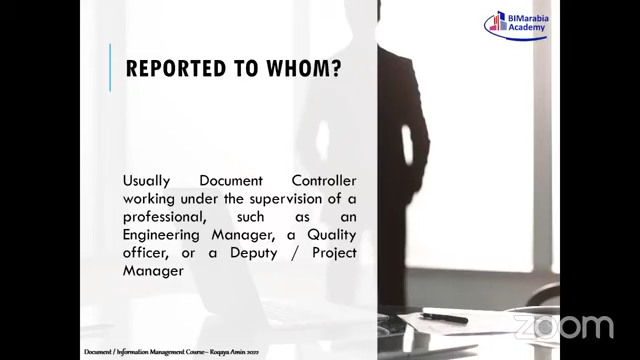 BIMarabia
Academy
REPORTED TO WHOM?
Usually Document Controller
working under the supervision of a
professional, such as an
Engineering Manager, a Quality
officer, or a Deputy / Project
Manager
zoom
Document / Information Management Course– Roqaya Amin 2022